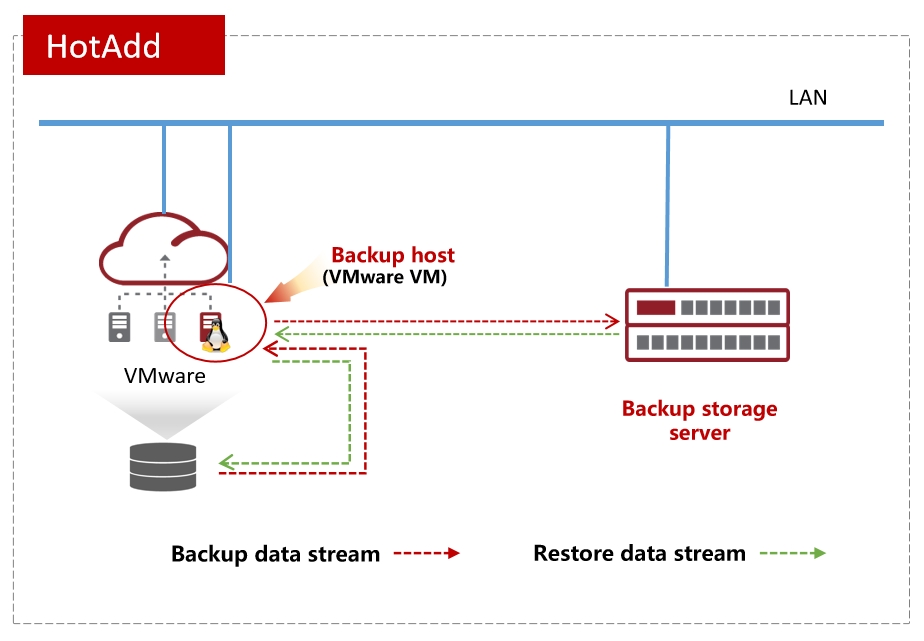 HotAdd
LAN
Backup host
(VMware VM)
VMware
Backup storage
server
Backup data stream
Restore data stream